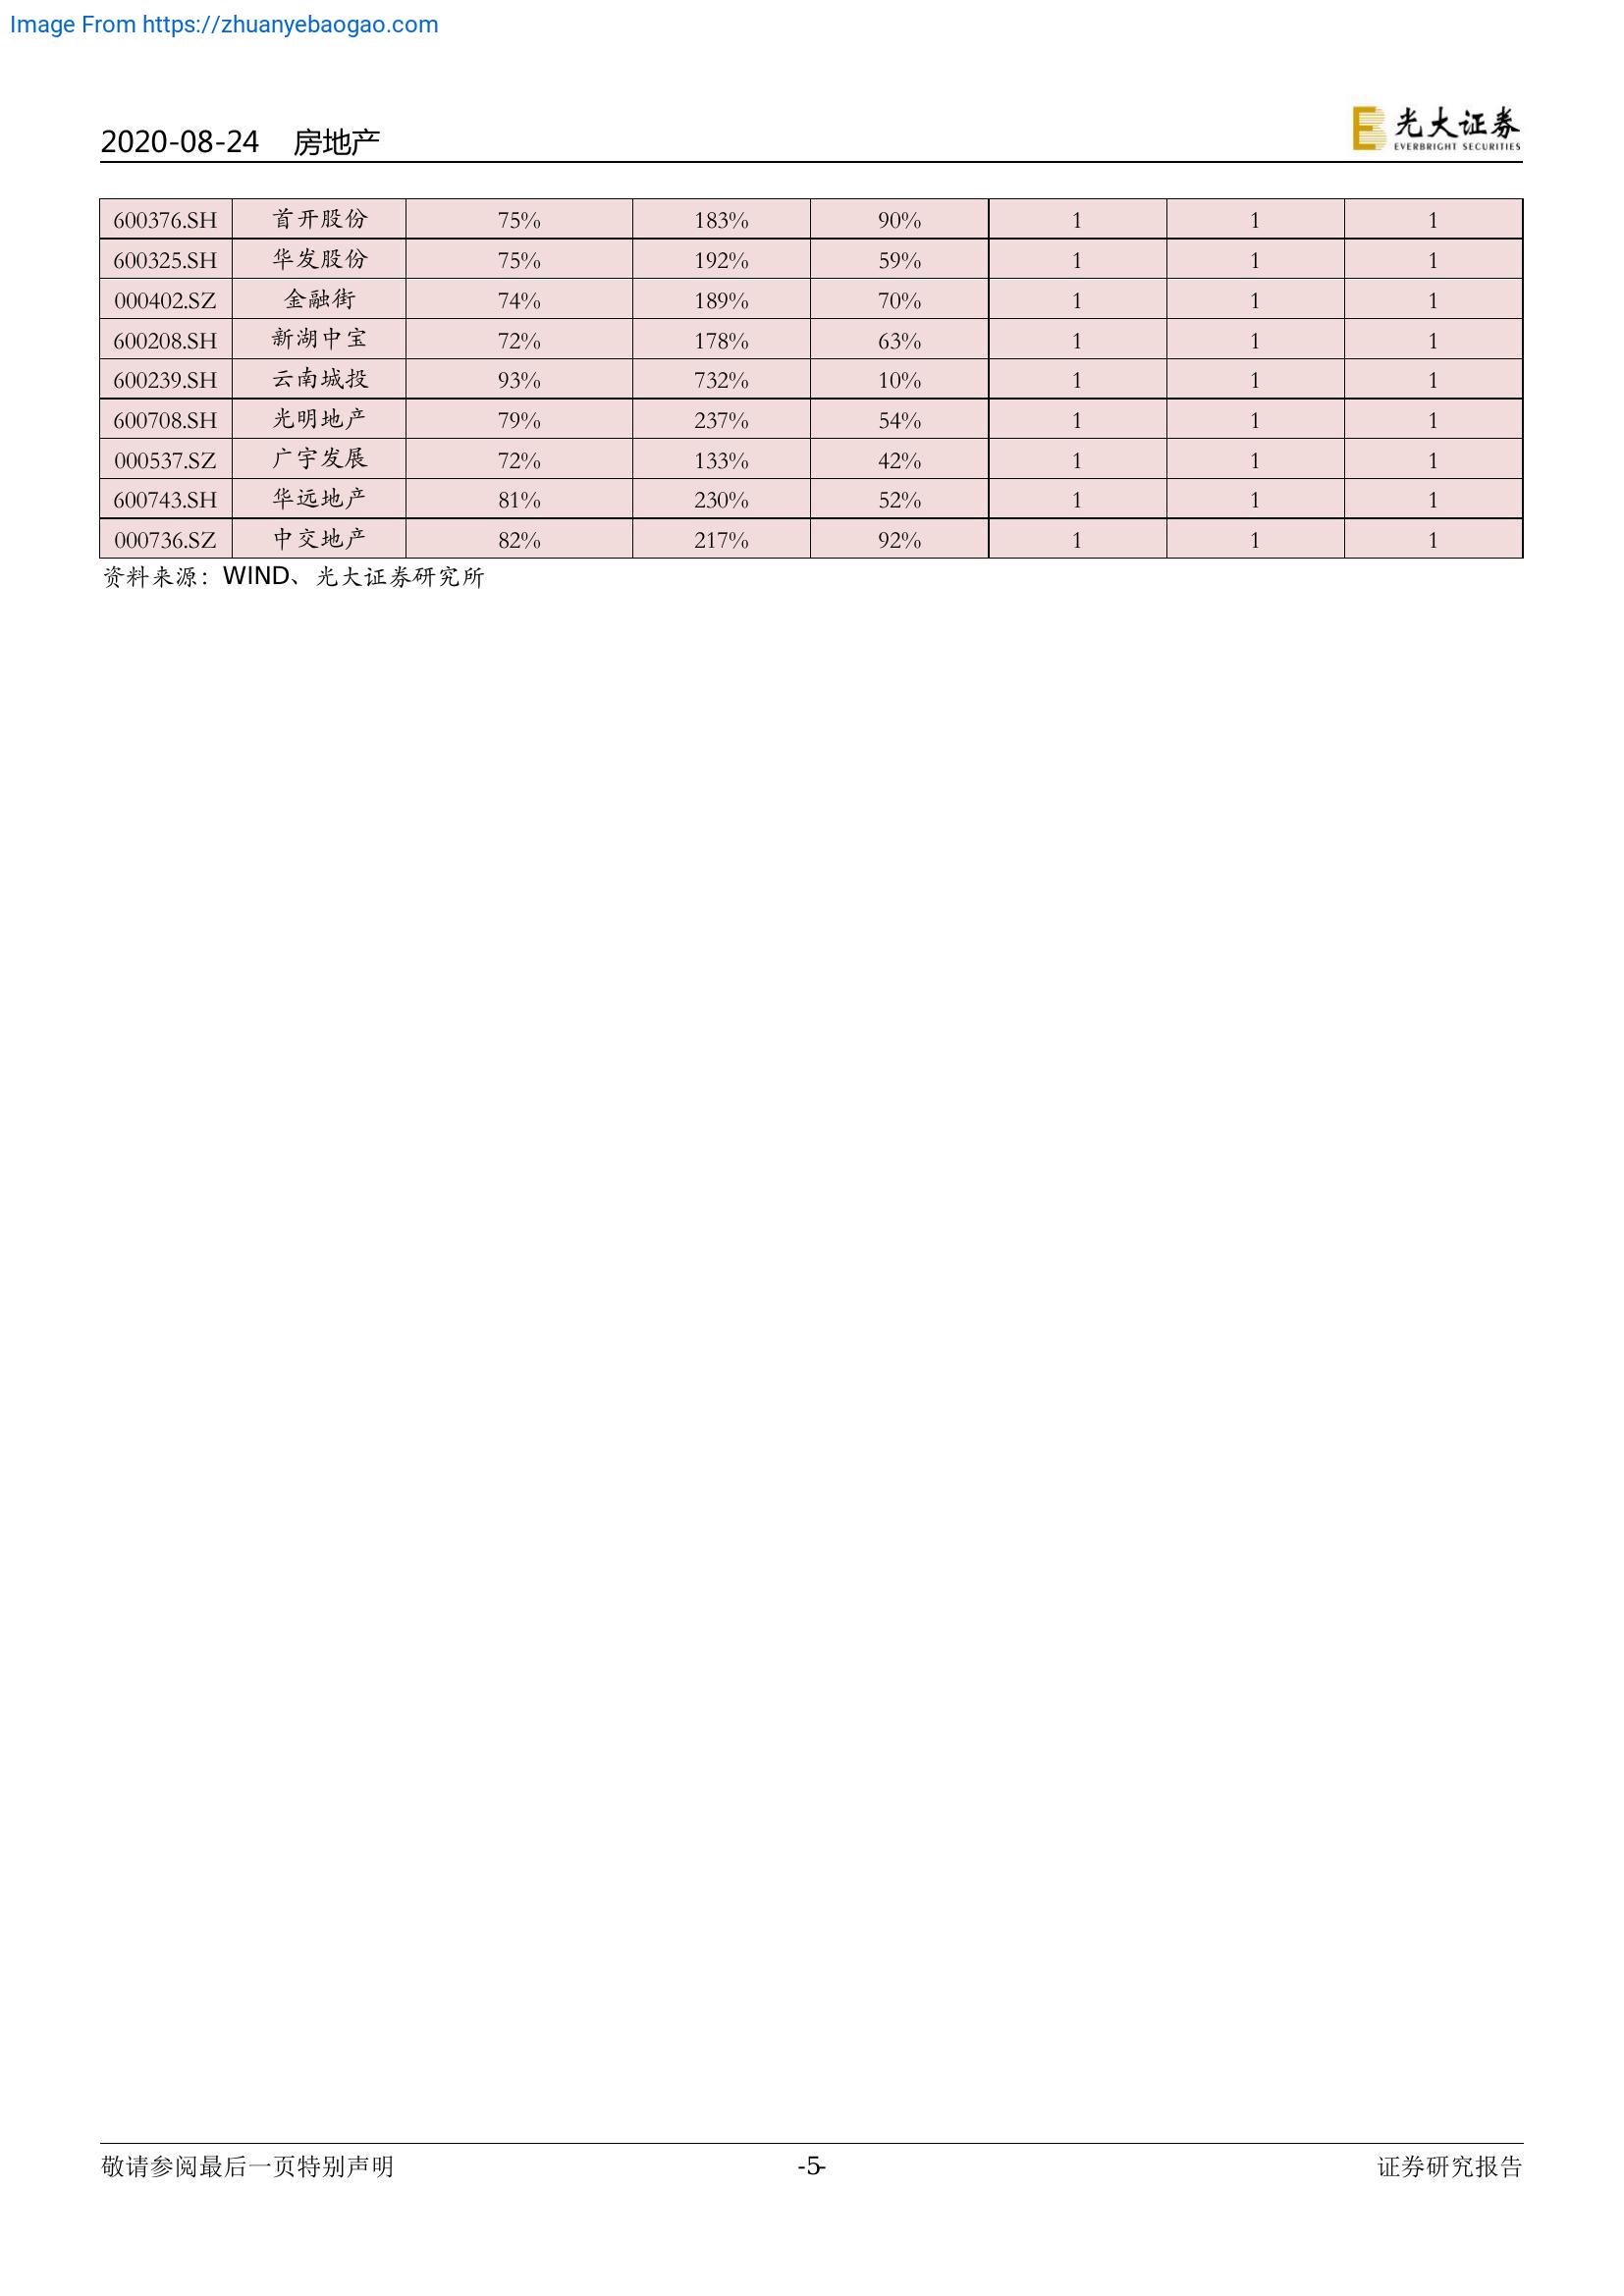 Image From https://zhuanyebaogao.com
2020-08-24 房地产
光大证券
EVERBRIGHT SECURITIES
600376.SH 首开股份 75% 183% 90% 1 1 1
600325.SH 华发股份 75% 192% 59% 1 1 1
000402.SZ 金融街 74% 189% 70% 1 1 1
600208.SH 新湖中宝 72% 178% 63% 1 1 1
600239.SH 云南城投 93% 732% 10% 1 1 1
600708.SH 光明地产 79% 237% 54% 1 1 1
000537.SZ 广宇发展 72% 133% 42% 1 1 1
600743.SH 华远地产 81% 230% 52% 1 1 1
000736.SZ 中交地产 82% 217% 92% 1 1 1
资料来源：WIND、光大证券研究所
敬请参阅最后一页特别声明 -5- 证券研究报告